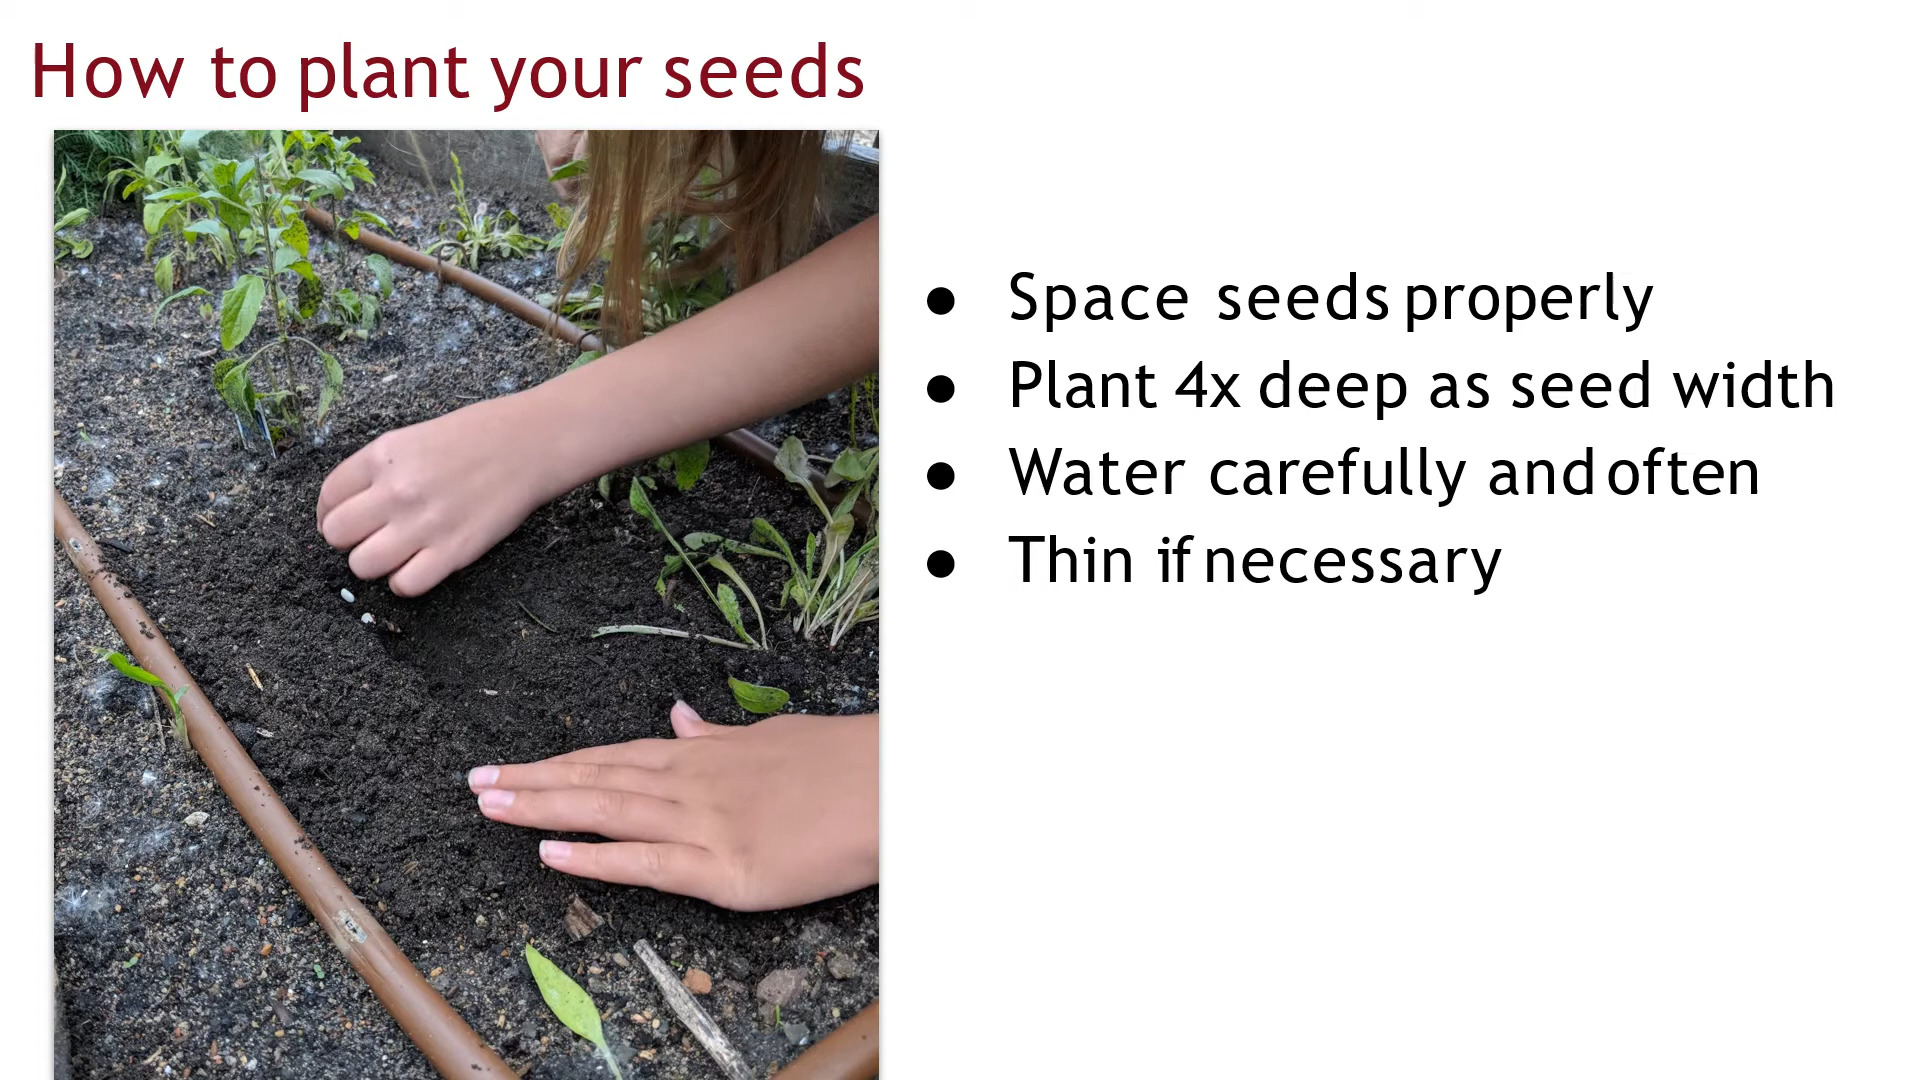 How to plant your seeds
● Space seeds properly
● Plant 4x deep as seed width
● Water carefully and often
● Thin if necessary